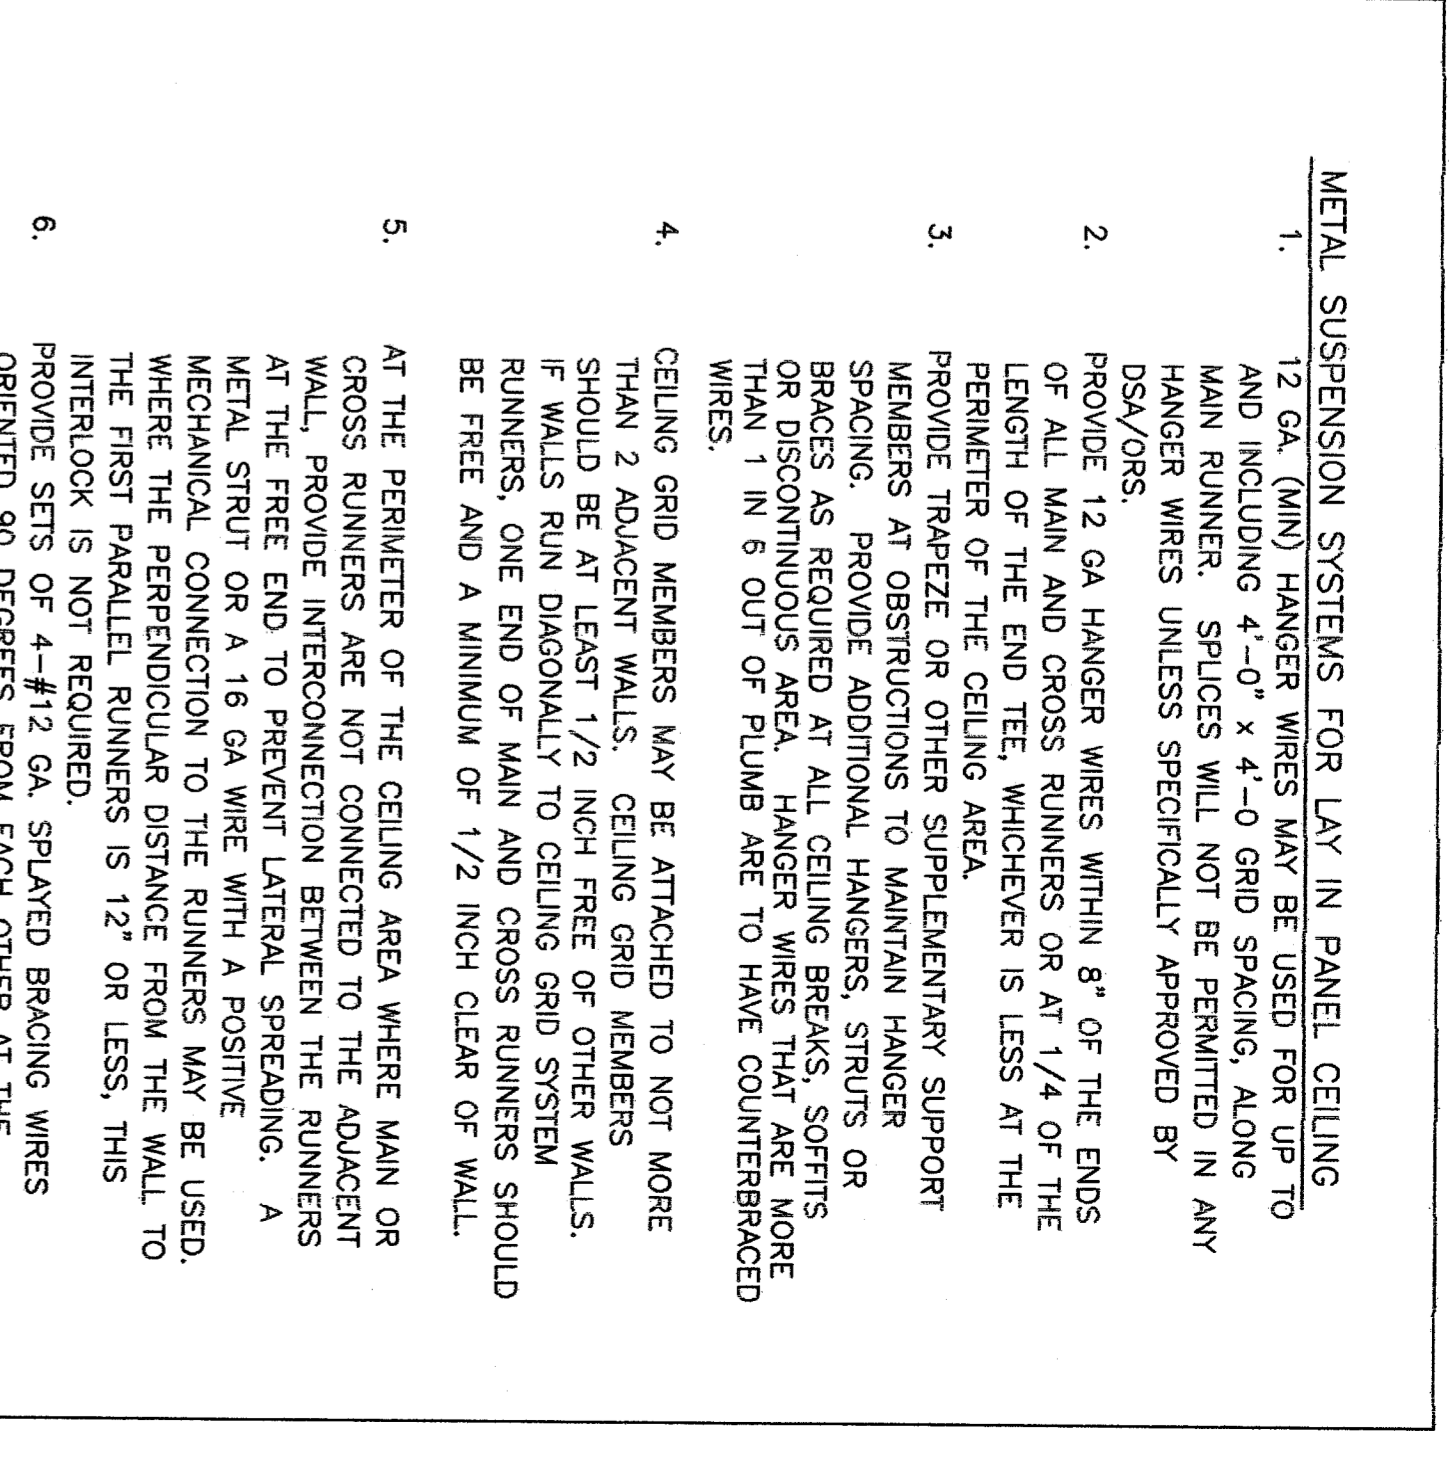 METAL SUSPENSION SYSTEMS FOR LAY IN PANEL CEILING
1. 12 GA. (MIN) HANGER WIRES MAY BE USED FOR UP TO
AND INCLUDING 4'-0" x 4'-0 GRID SPACING, ALONG
MAIN RUNNER. SPLICES WILL NOT BE PERMITTED IN ANY
HANGER WIRES UNLESS SPECIFICALLY APPROVED BY
DSA/ORS.
2. PROVIDE 12 GA HANGER WIRES WITHIN 8" OF THE ENDS
OF ALL MAIN AND CROSS RUNNERS OR AT 1/4 OF THE
LENGTH OF THE END TEE, WHICHEVER IS LESS AT THE
PERIMETER OF THE CEILING AREA.
3. PROVIDE TRAPEZE OR OTHER SUPPLEMENTARY SUPPORT
MEMBERS AT OBSTRUCTIONS TO MAINTAIN HANGER
SPACING. PROVIDE ADDITIONAL HANGERS, STRUTS OR
BRACES AS REQUIRED AT ALL CEILING BREAKS, SOFFITS
OR DISCONTINUOUS AREA. HANGER WIRES THAT ARE MORE
THAN 1 IN 6 OUT OF PLUMB ARE TO HAVE COUNTERBRACED
WIRES.
4. CEILING GRID MEMBERS MAY BE ATTACHED TO NOT MORE
THAN 2 ADJACENT WALLS. CEILING GRID MEMBERS
SHOULD BE AT LEAST 1/2 INCH FREE OF OTHER WALLS.
IF WALLS RUN DIAGONALLY TO CEILING GRID SYSTEM
RUNNERS, ONE END OF MAIN AND CROSS RUNNERS SHOULD
BE FREE AND A MINIMUM OF 1/2 INCH CLEAR OF WALL.
5. AT THE PERIMETER OF THE CEILING AREA WHERE MAIN OR
CROSS RUNNERS ARE NOT CONNECTED TO THE ADJACENT
WALL, PROVIDE INTERCONNECTION BETWEEN THE RUNNERS
AT THE FREE END TO PREVENT LATERAL SPREADING. A
METAL STRUT OR A 16 GA WIRE WITH A POSITIVE
MECHANICAL CONNECTION TO THE RUNNERS MAY BE USED.
WHERE THE PERPENDICULAR DISTANCE FROM THE WALL TO
THE FIRST PARALLEL RUNNERS IS 12" OR LESS, THIS
INTERLOCK IS NOT REQUIRED.
6. PROVIDE SETS OF 4-#12 GA. SPLAYED BRACING WIRES
ORIENTED 90 DEGREES FROM EACH OTHER AT THE